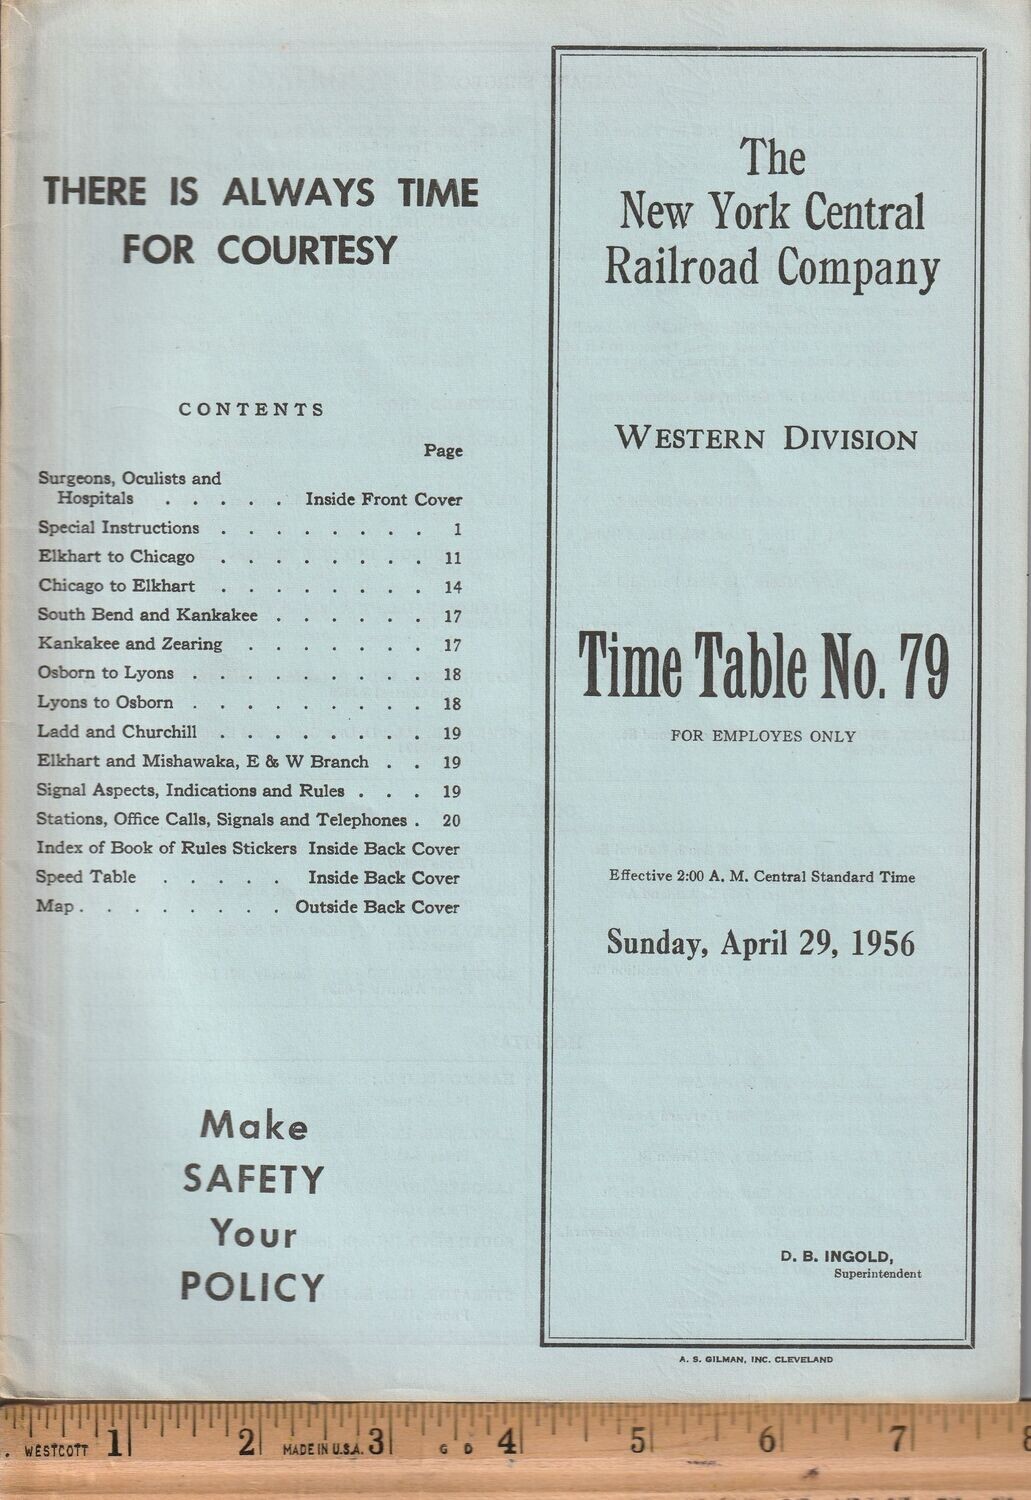 THERE IS ALWAYS TIME
FOR COURTESY
CONTENTS
Page
Surgeons, Oculists and
Hospitals . . . . . Inside Front Cover
Special Instructions . . . . . . . . 1
Elkhart to Chicago . . . . . . . . 11
Chicago to Elkhart . . . . . . . . 14
South Bend and Kankakee . . . . . . 17
Kankakee and Zearing . . . . . . . 17
Osborn to Lyons . . . . . . . . . 18
Lyons to Osborn . . . . . . . . . 18
Ladd and Churchill . . . . . . . . 19
Elkhart and Mishawaka, E & W Branch . . 19
Signal Aspects, Indications and Rules . . . 19
Stations, Office Calls, Signals and Telephones . 20
Index of Book of Rules Stickers Inside Back Cover
Speed Table . . . . . Inside Back Cover
Map . . . . . . . . Outside Back Cover
Make
SAFETY
Your
POLICY
The
New York Central
Railroad Company
WESTERN DIVISION
Time Table No. 79
FOR EMPLOYES ONLY
Effective 2:00 A. M. Central Standard Time
Sunday, April 29, 1956
D. B. INGOLD,
Superintendent
A. S. GILMAN, INC. CLEVELAND
WESTCOTT 1 2 MADE IN U.S.A. 3 G D 4 5 6 7 8